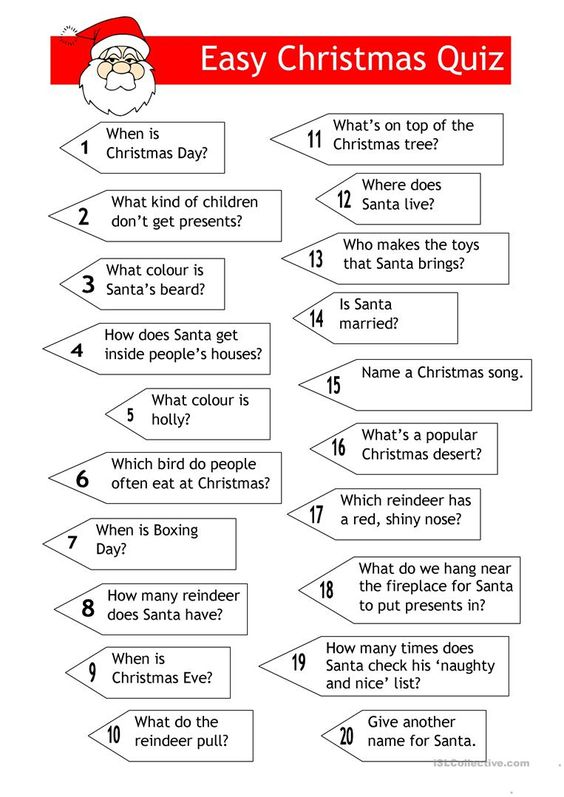 Easy Christmas Quiz
1
When is
Christmas Day?
2
What kind of children
don't get presents?
3
What colour is
Santa's beard?
4
How does Santa get
inside people's houses?
5
What colour is
holly?
6
Which bird do people
often eat at Christmas?
7
When is Boxing
Day?
8
How many reindeer
does Santa have?
9
When is
Christmas Eve?
10
What do the
reindeer pull?
11
What's on top of the
Christmas tree?
12
Where does
Santa live?
13
Who makes the toys
that Santa brings?
14
Is Santa
married?
15
Name a Christmas song.
16
What's a popular
Christmas desert?
17
Which reindeer has
a red, shiny nose?
18
What do we hang near
the fireplace for Santa
to put presents in?
19
How many times does
Santa check his 'naughty
and nice' list?
20
Give another
name for Santa.
iSLCollective.com